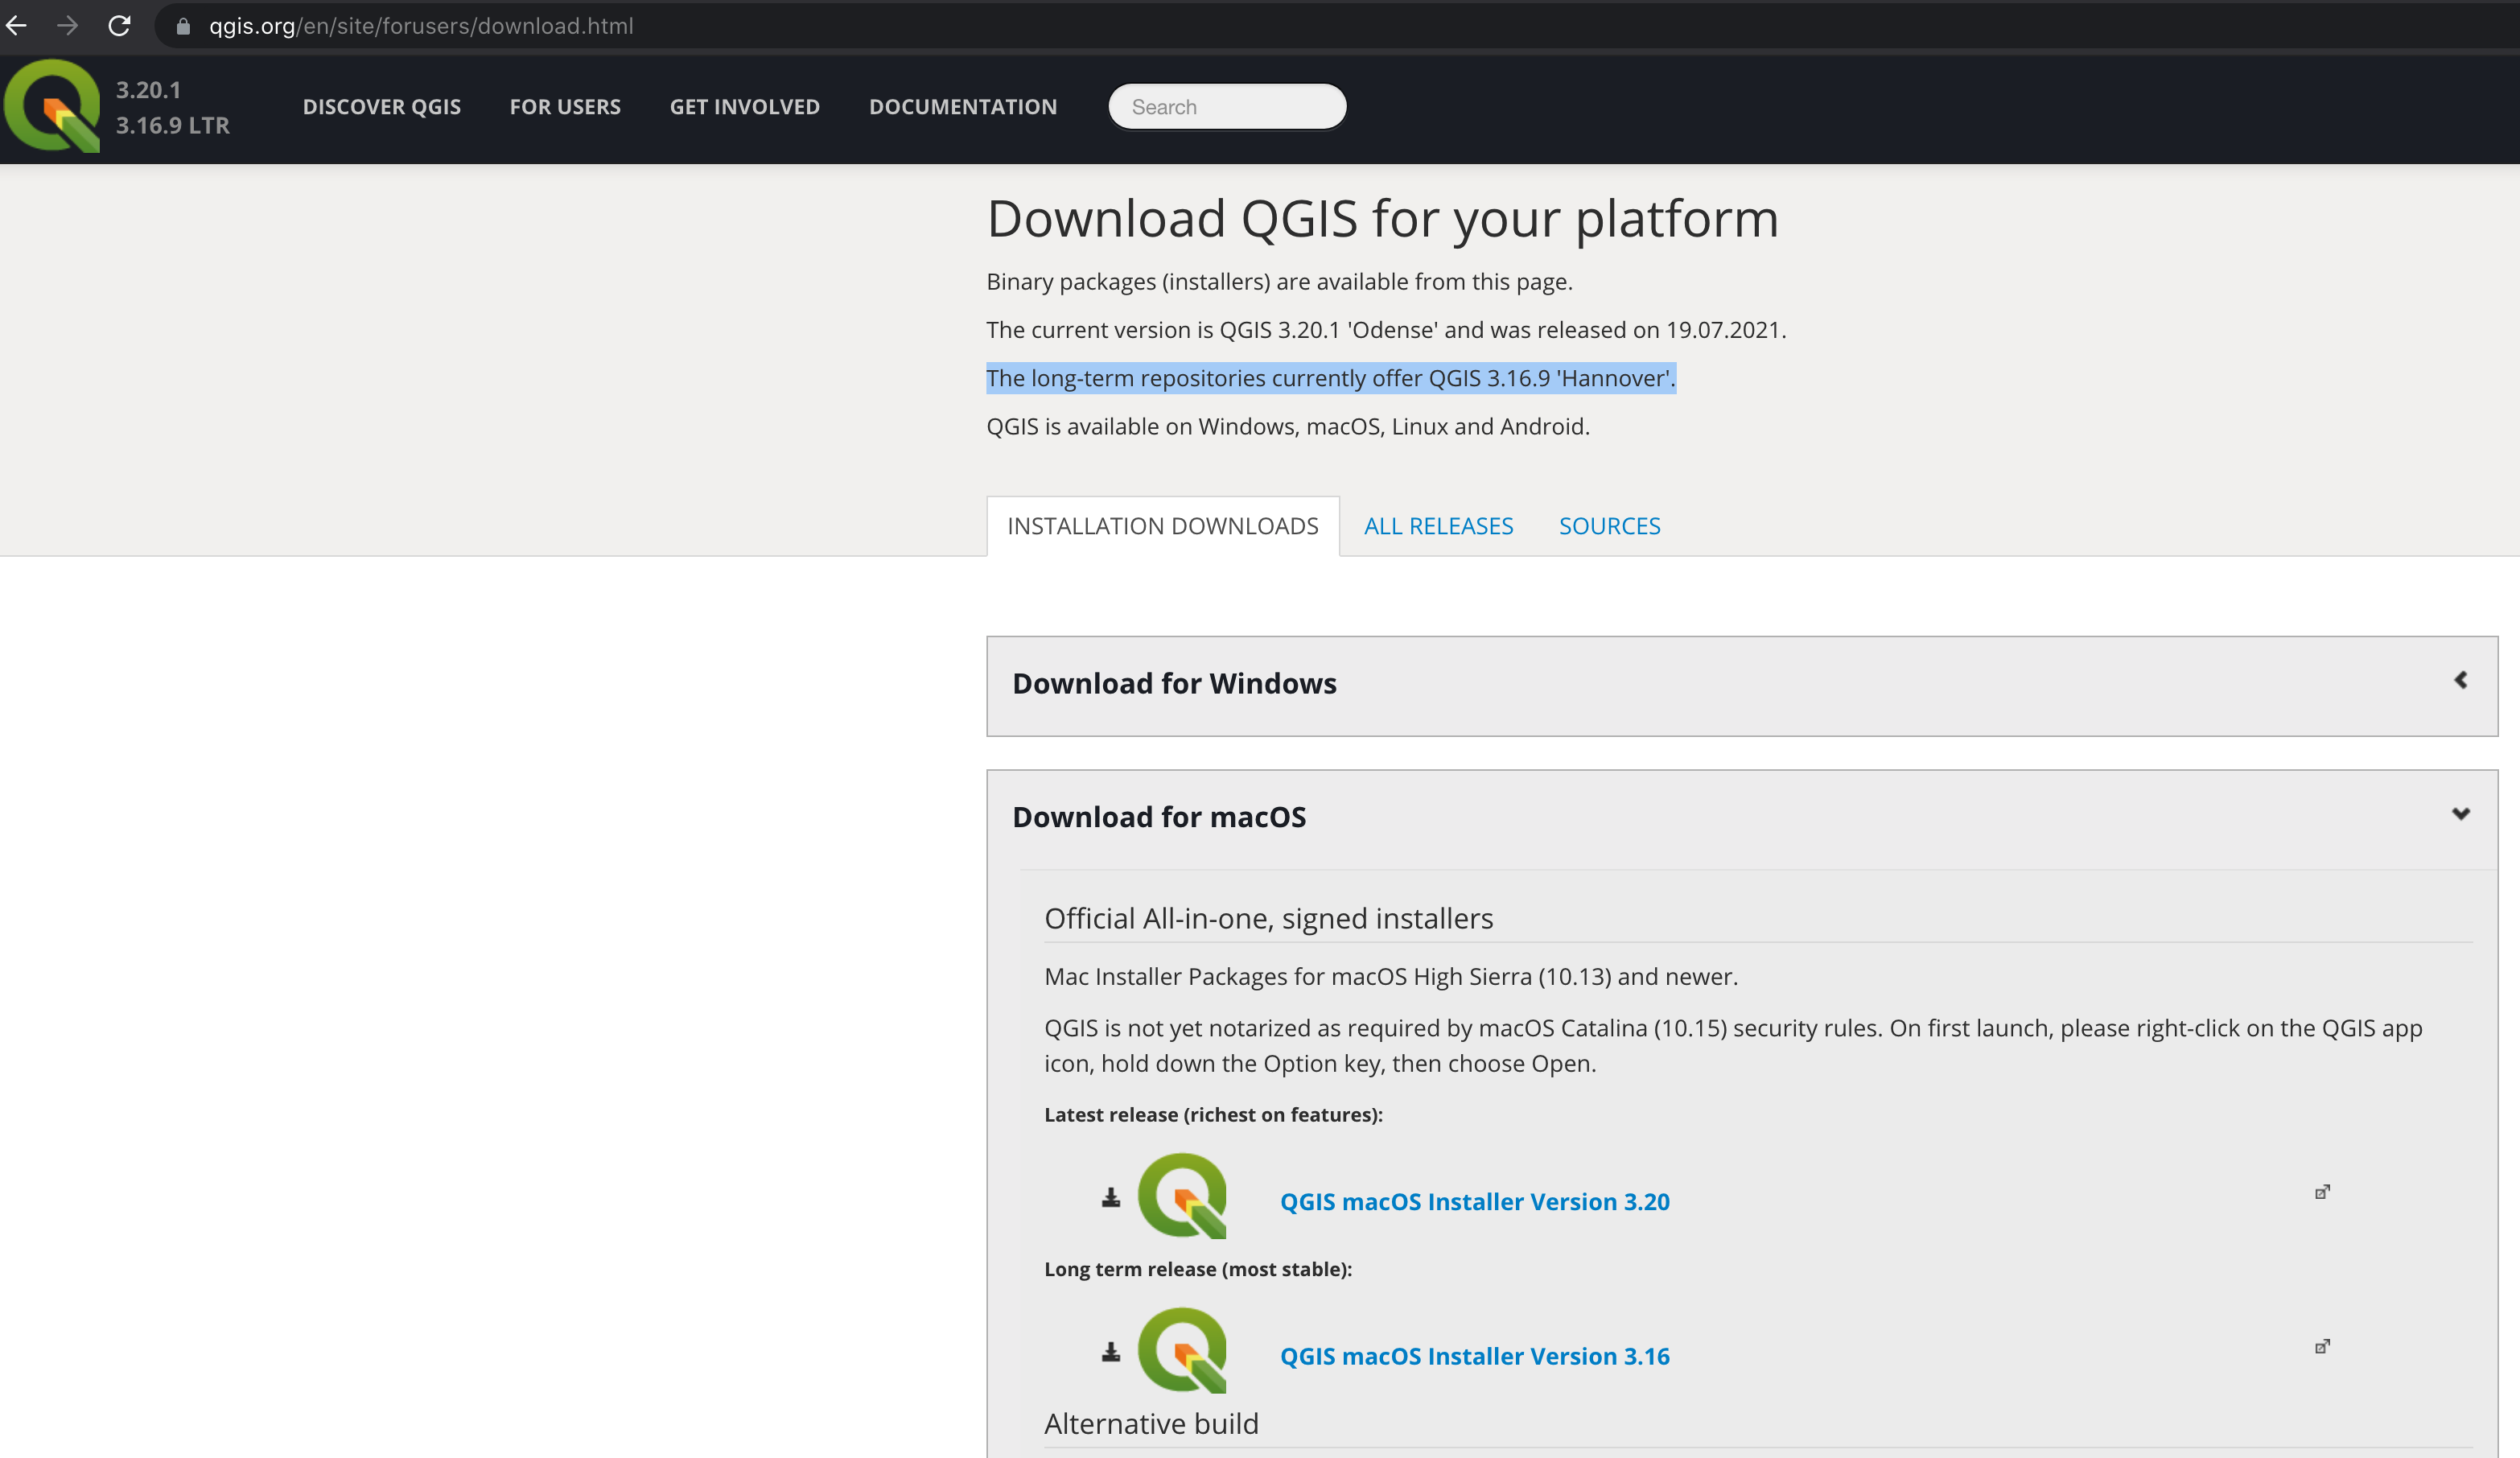 qgis.org/en/site/forusers/download.html
3.20.1
3.16.9 LTR
DISCOVER QGIS
FOR USERS
GET INVOLVED
DOCUMENTATION
Search
Download QGIS for your platform
Binary packages (installers) are available from this page.
The current version is QGIS 3.20.1 'Odense' and was released on 19.07.2021.
The long-term repositories currently offer QGIS 3.16.9 'Hannover'.
QGIS is available on Windows, macOS, Linux and Android.
INSTALLATION DOWNLOADS
ALL RELEASES
SOURCES
Download for Windows
Download for macOS
Official All-in-one, signed installers
Mac Installer Packages for macOS High Sierra (10.13) and newer.
QGIS is not yet notarized as required by macOS Catalina (10.15) security rules. On first launch, please right-click on the QGIS app
icon, hold down the Option key, then choose Open.
Latest release (richest on features):
QGIS macOS Installer Version 3.20
Long term release (most stable):
QGIS macOS Installer Version 3.16
Alternative build